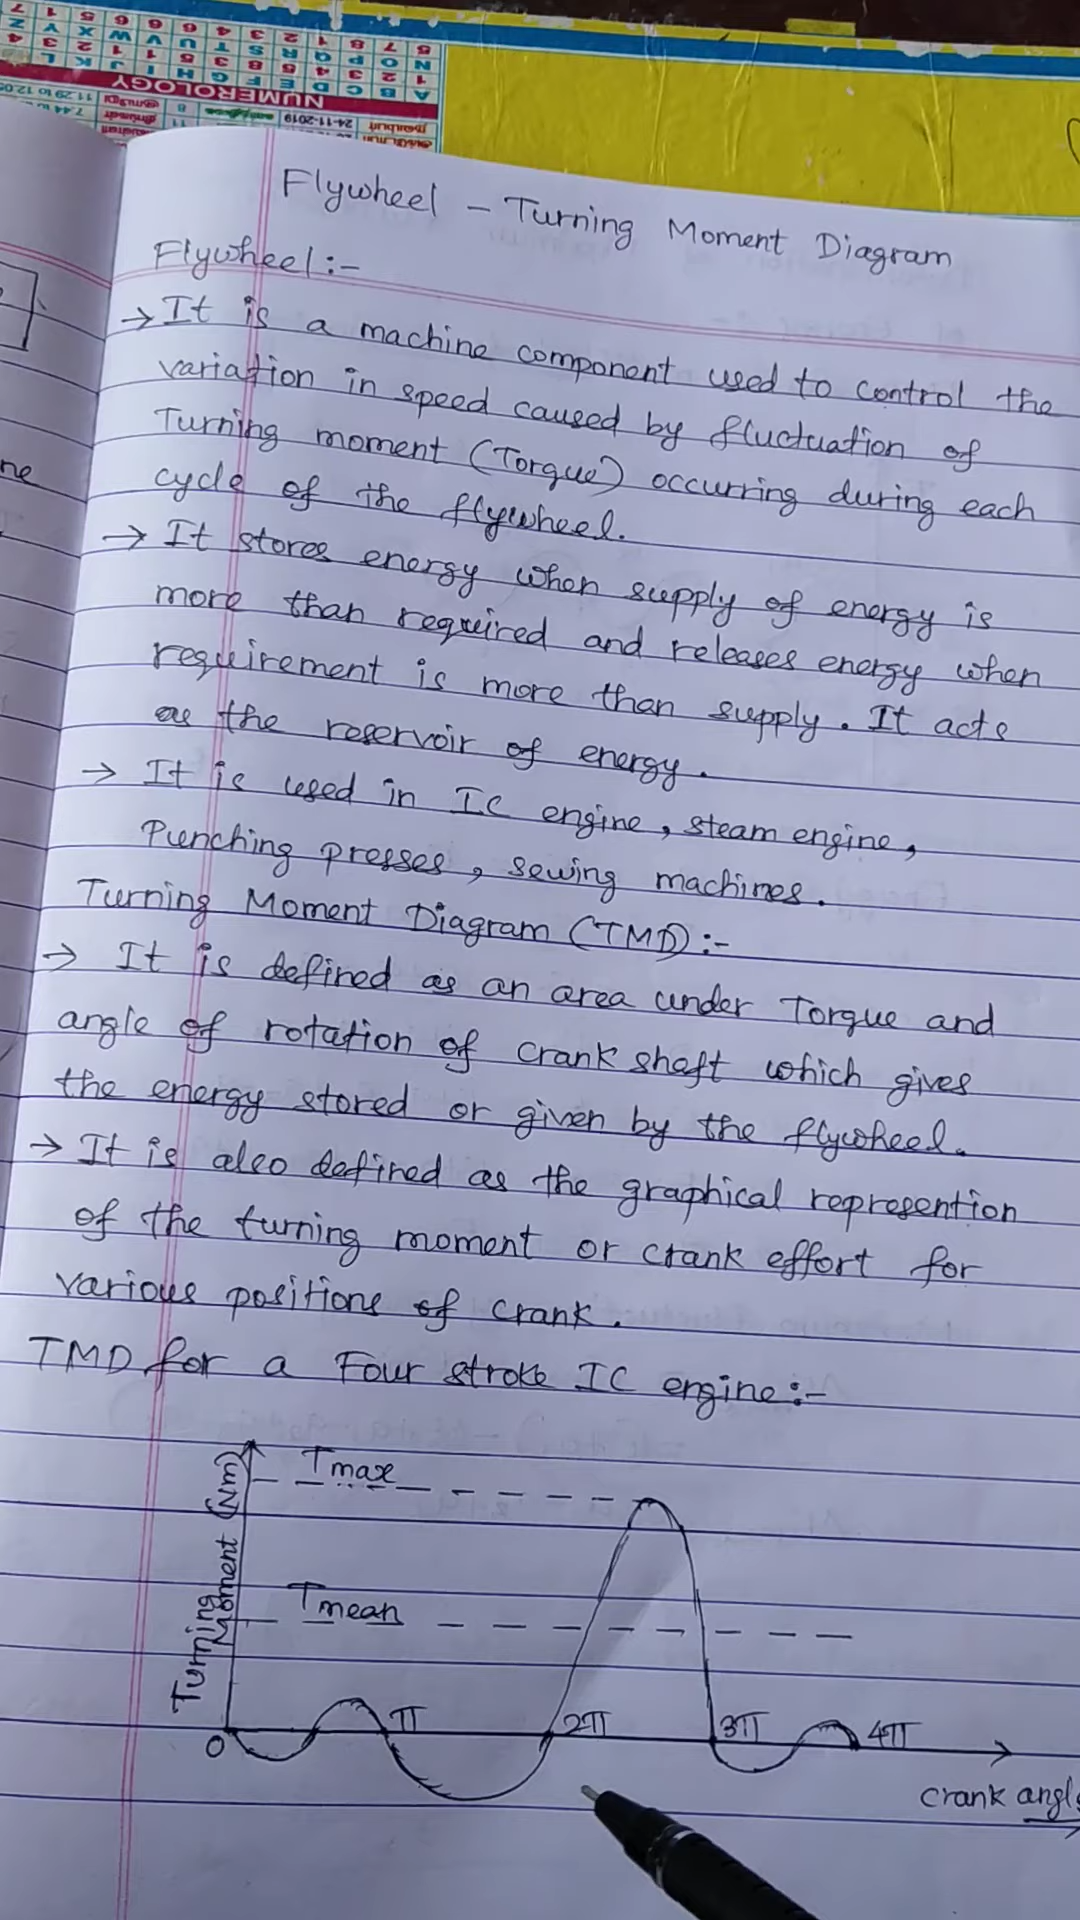 NUMEROLOGY
24-11-2019
Flywheel – Turning Moment Diagram
Flywheel :-
→ It is a machine component used to control the
variation in speed caused by fluctuation of
Turning moment (Torque) occurring during each
cycle of the flywheel.
→ It stores energy when supply of energy is
more than required and releases energy when
requirement is more than supply. It acts
as the reservoir of energy.
→ It is used in IC engine, steam engine,
Punching presses, sewing machines.
Turning Moment Diagram (TMD) :-
→ It is defined as an area under Torque and
angle of rotation of crank shaft which gives
the energy stored or given by the flywheel.
→ It is also defined as the graphical represention
of the turning moment or crank effort for
various positions of crank.
TMD for a Four stroke IC engine :-
Tmax
Turning Moment (Nm)
Tmean
0 π 2π 3π 4π
crank angle